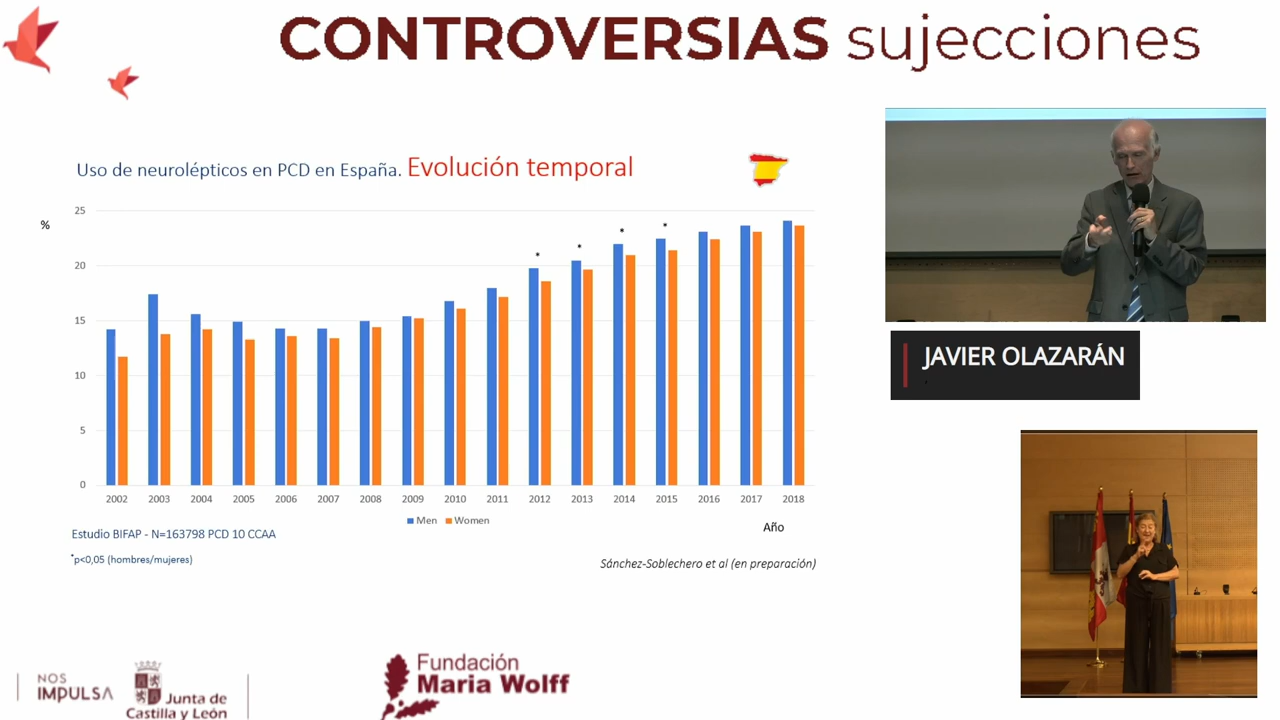 CONTROVERSIAS sujecciones
Uso de neurolépticos en PCD en España. Evolución temporal
%
25
20
15
10
5
0
* * * *
2002 2003 2004 2005 2006 2007 2008 2009 2010 2011 2012 2013 2014 2015 2016 2017 2018
Men Women
Año
Estudio BIFAP - N=163798 PCD 10 CCAA
*p<0,05 (hombres/mujeres)
Sánchez-Soblechero et al (en preparación)
JAVIER OLAZARÁN
NOS
IMPULSA
Junta de
Castilla y León
Fundación
Maria Wolff